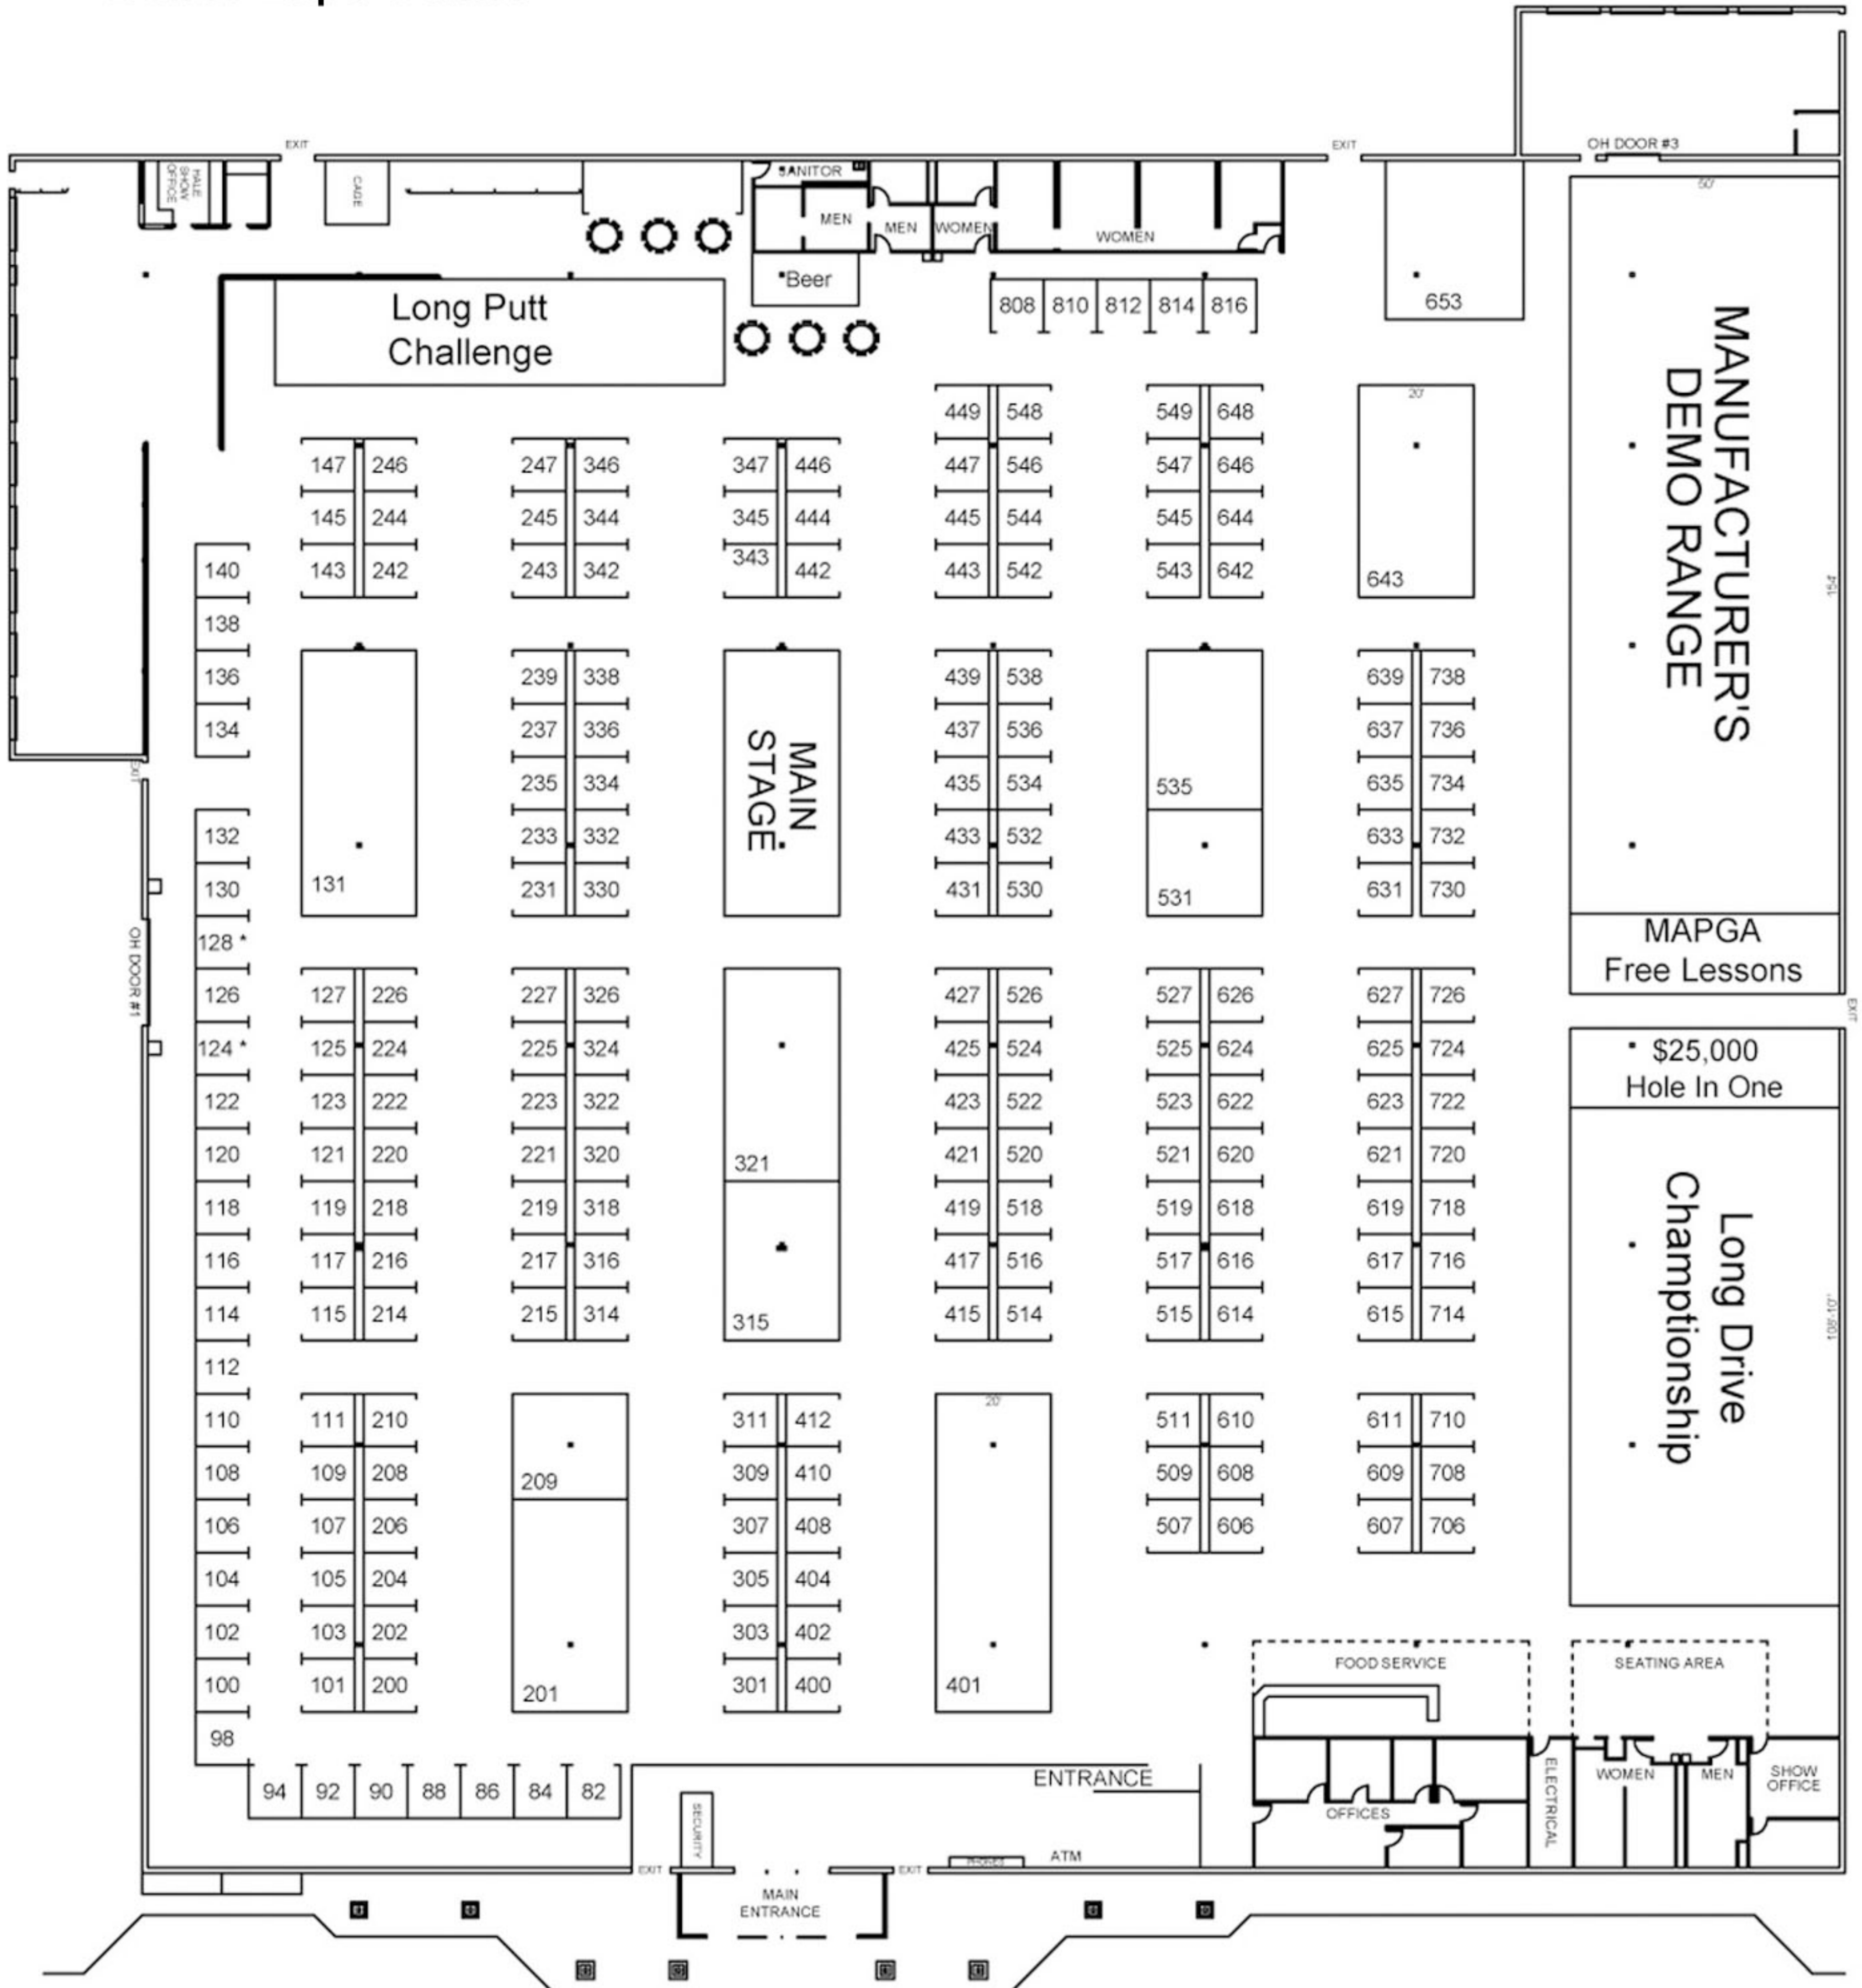 EXIT
EXIT
OH DOOR #3
HALE
SHOW
OFFICE
CAGE
JANITOR
MEN
MEN
WOMEN
WOMEN
50'
Beer
653
Long Putt
Challenge
808 810 812 814 816
MANUFACTURER'S
DEMO RANGE
154'
449 548 549 648 20'
147 246 247 346 347 446 447 546 547 646
145 244 245 344 345 444 445 544 545 644
140 143 242 243 342 343 442 443 542 543 642 643
138
136 239 338 439 538 639 738
134 237 336 437 536 637 736
MAIN
STAGE
EXIT
235 334 435 534 535 635 734
132 233 332 433 532 633 732
130 131 231 330 431 530 531 631 730
128 *
OH DOOR #1
MAPGA
Free Lessons
EXIT
126 127 226 227 326 427 526 527 626 627 726
124 * 125 224 225 324 425 524 525 624 625 724
$25,000
Hole In One
122 123 222 223 322 423 522 523 622 623 722
120 121 220 221 320 321 421 520 521 620 621 720
118 119 218 219 318 419 518 519 618 619 718
116 117 216 217 316 417 516 517 616 617 716
114 115 214 215 314 315 415 514 515 614 615 714
Long Drive
Champtionship
112
20'
110 111 210 311 412 511 610 611 710
108 109 208 209 309 410 509 608 609 708
106 107 206 307 408 507 606 607 706
104 105 204 305 404
102 103 202 303 402
100 101 200 201 301 400 401
FOOD SERVICE
SEATING AREA
98
94 92 90 88 86 84 82
ENTRANCE
SECURITY
OFFICES
ELECTRICAL
WOMEN
MEN
SHOW
OFFICE
PHONES
ATM
EXIT
EXIT
MAIN
ENTRANCE